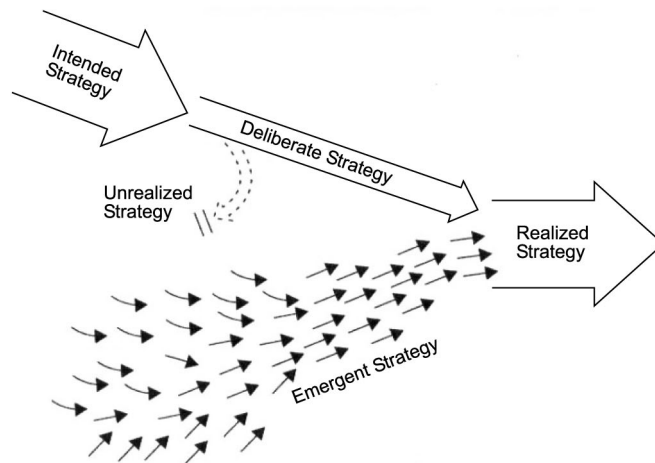 Intended
Strategy
Deliberate Strategy
Unrealized
Strategy
Realized
Strategy
Emergent Strategy